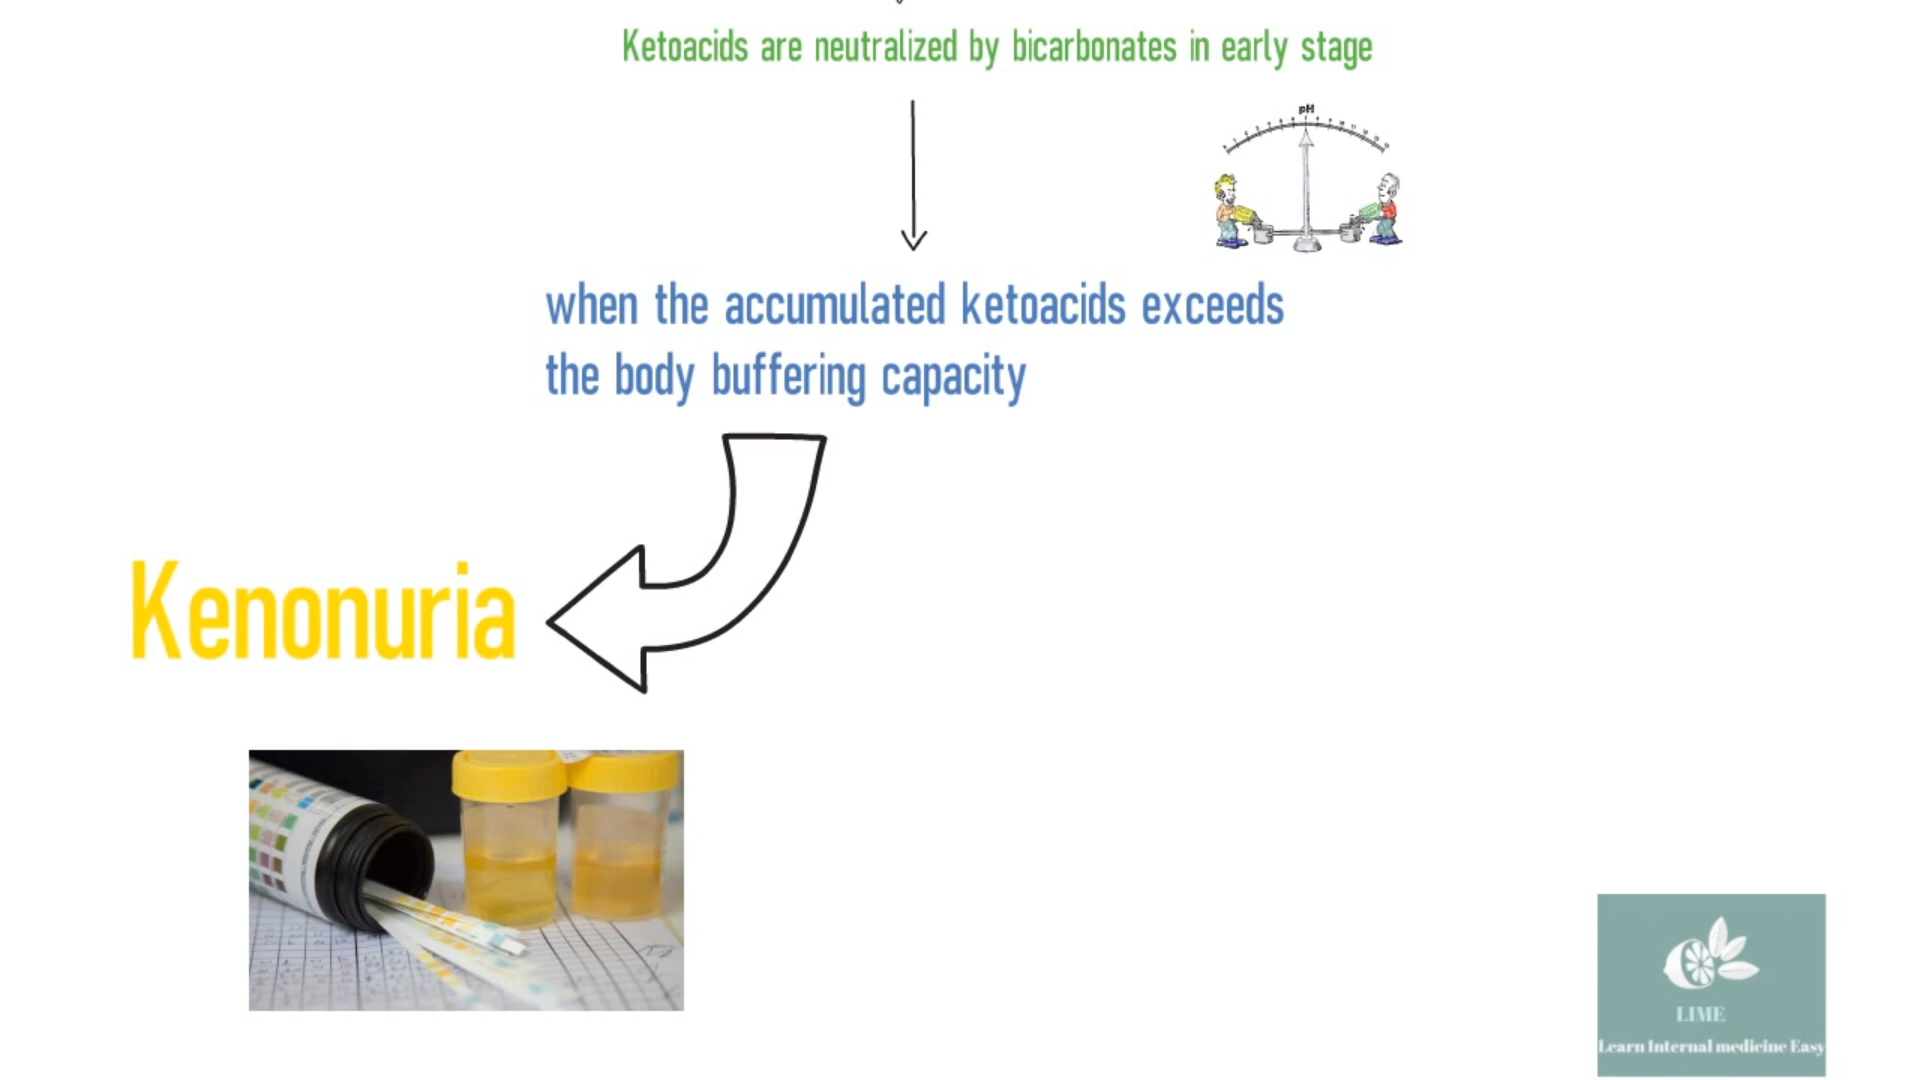 Ketoacids are neutralized by bicarbonates in early stage
pH
when the accumulated ketoacids exceeds
the body buffering capacity
Kenonuria
LIME
Learn Internal medicine Easy